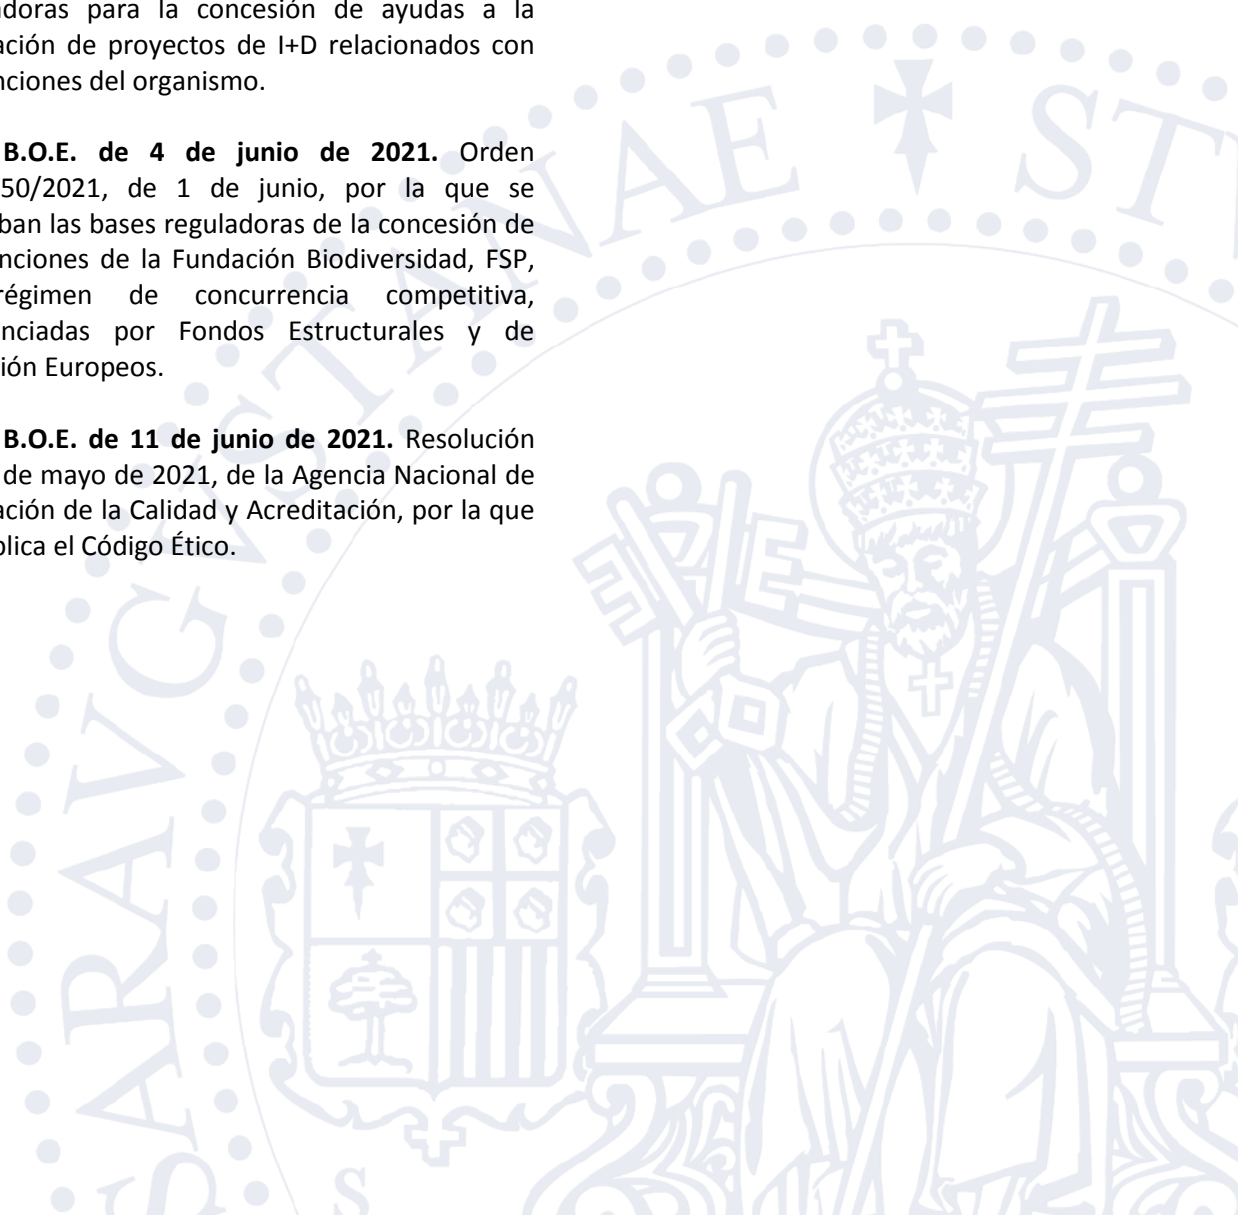 adoras para la concesión de ayudas a la
ación de proyectos de I+D relacionados con
nciones del organismo.
B.O.E. de 4 de junio de 2021. Orden
50/2021, de 1 de junio, por la que se
ban las bases reguladoras de la concesión de
nciones de la Fundación Biodiversidad, FSP,
régimen de concurrencia competitiva,
nciadas por Fondos Estructurales y de
ión Europeos.
B.O.E. de 11 de junio de 2021. Resolución
de mayo de 2021, de la Agencia Nacional de
ación de la Calidad y Acreditación, por la que
blica el Código Ético.
SARAVGVSTANAE ST
S